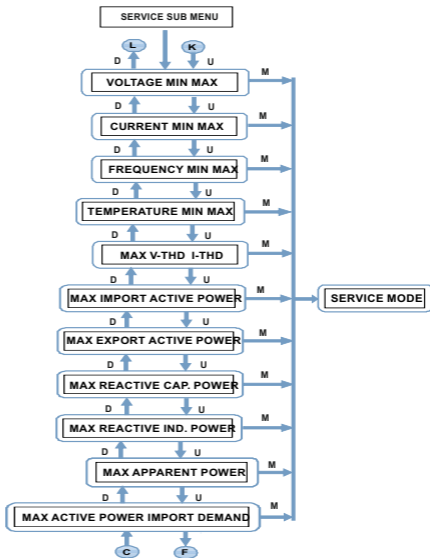 SERVICE SUB MENU
L K
D U
VOLTAGE MIN MAX M
D U
CURRENT MIN MAX M
D U
FREQUENCY MIN MAX M
D U
TEMPERATURE MIN MAX M
D U
MAX V-THD I-THD M
D U
MAX IMPORT ACTIVE POWER M
SERVICE MODE
D U
MAX EXPORT ACTIVE POWER M
D U
MAX REACTIVE CAP. POWER M
D U
MAX REACTIVE IND. POWER M
D U
MAX APPARENT POWER M
D U
MAX ACTIVE POWER IMPORT DEMAND M
C F